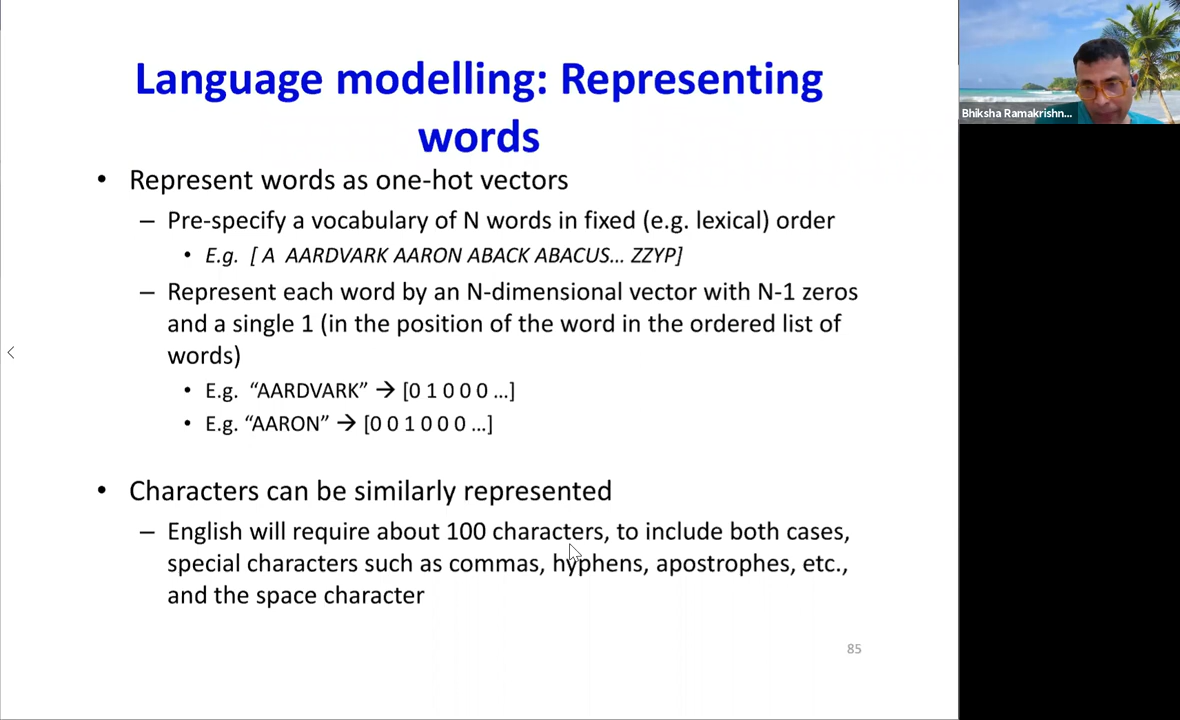 Language modelling: Representing
words
• Represent words as one-hot vectors
– Pre-specify a vocabulary of N words in fixed (e.g. lexical) order
• E.g. [ A AARDVARK AARON ABACK ABACUS… ZZYP]
– Represent each word by an N-dimensional vector with N-1 zeros
and a single 1 (in the position of the word in the ordered list of
words)
• E.g. “AARDVARK” → [0 1 0 0 0 …]
• E.g. “AARON” → [0 0 1 0 0 0 …]
• Characters can be similarly represented
– English will require about 100 characters, to include both cases,
special characters such as commas, hyphens, apostrophes, etc.,
and the space character
85
Bhiksha Ramakrishn...